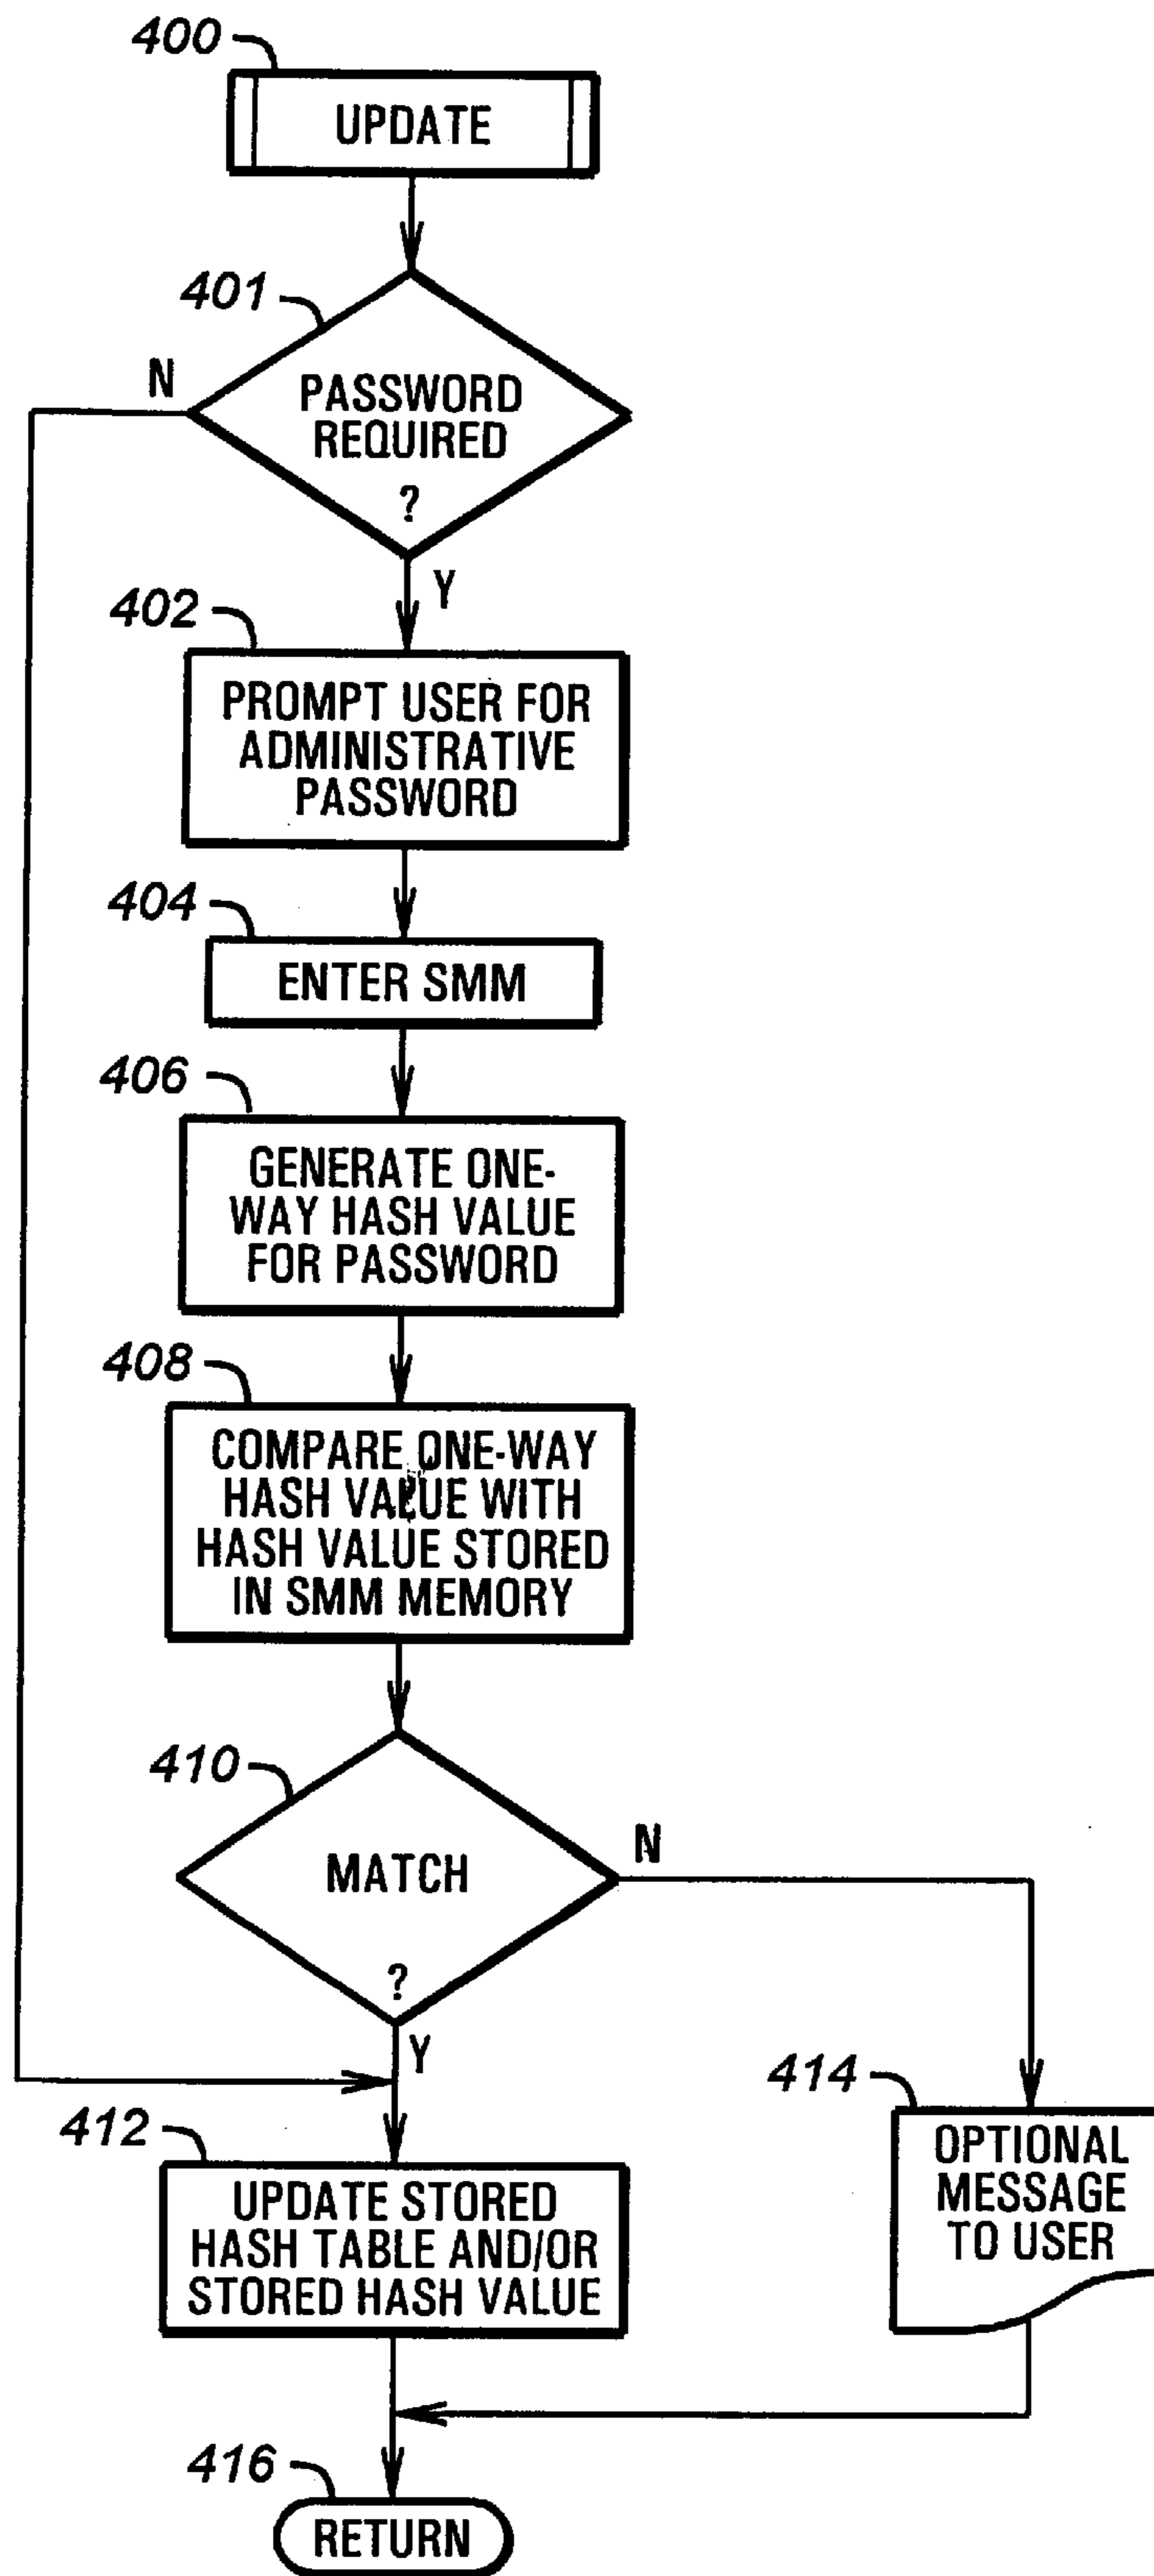 400
UPDATE
401
N
PASSWORD
REQUIRED
?
Y
402
PROMPT USER FOR
ADMINISTRATIVE
PASSWORD
404
ENTER SMM
406
GENERATE ONE-
WAY HASH VALUE
FOR PASSWORD
408
COMPARE ONE-WAY
HASH VALUE WITH
HASH VALUE STORED
IN SMM MEMORY
410
MATCH
?
N
Y
412
UPDATE STORED
HASH TABLE AND/OR
STORED HASH VALUE
414
OPTIONAL
MESSAGE
TO USER
416
RETURN